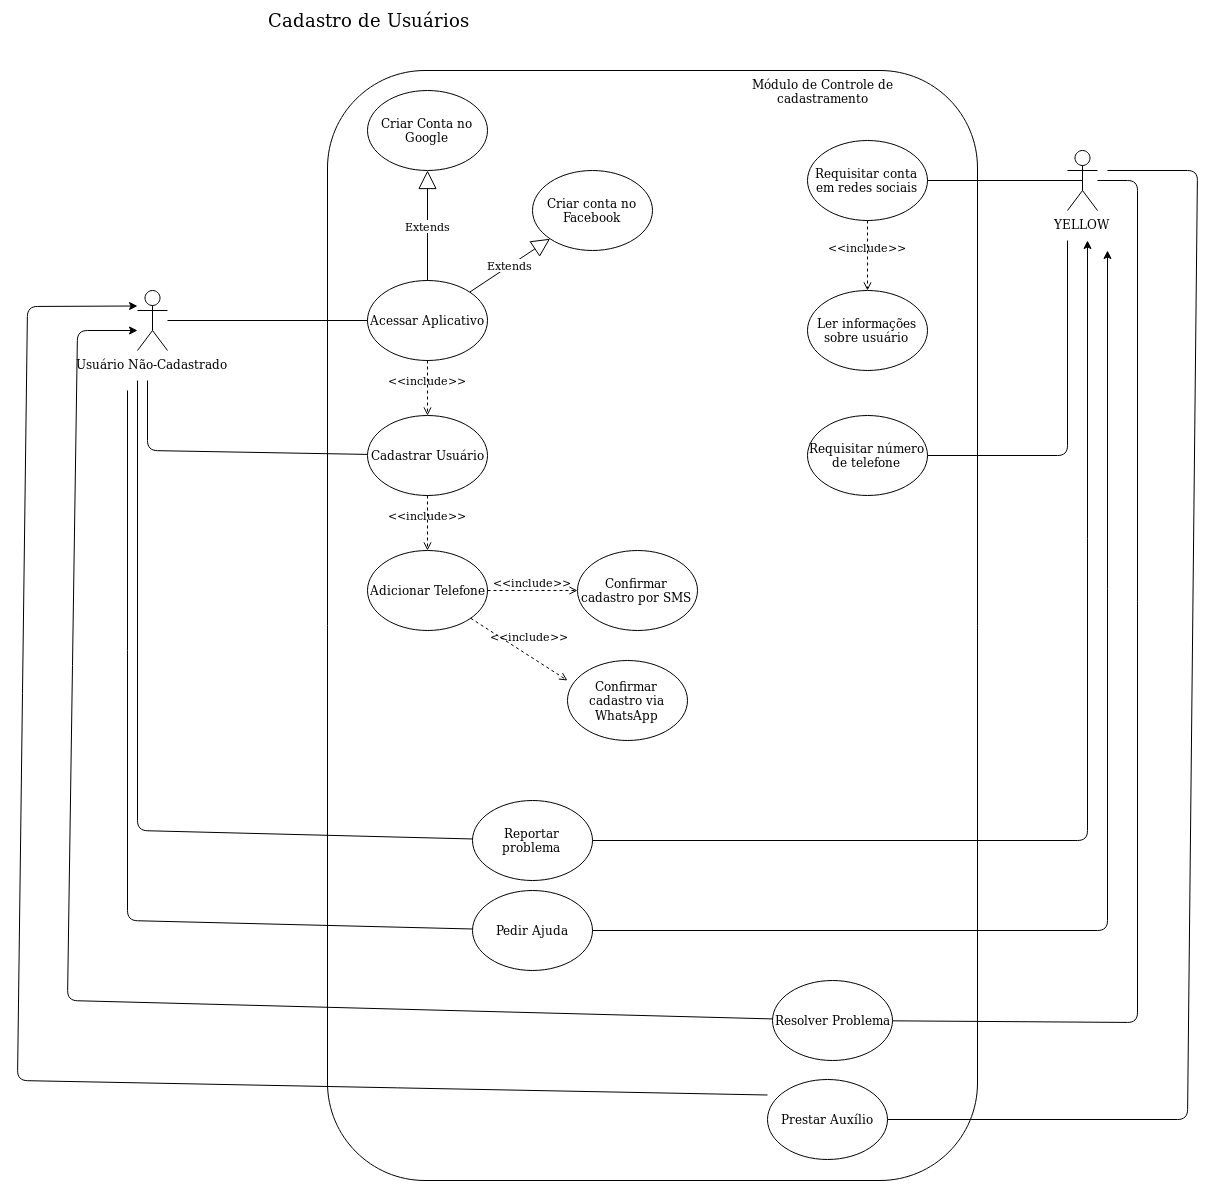 Cadastro de Usuários
Módulo de Controle de
cadastramento
Criar Conta no
Google
Requisitar conta
em redes sociais
Criar conta no
Facebook
YELLOW
Extends
<<include>>
Extends
Acessar Aplicativo
Ler informações
sobre usuário
Usuário Não-Cadastrado
<<include>>
Cadastrar Usuário
Requisitar número
de telefone
<<include>>
Adicionar Telefone
<<include>>
Confirmar
cadastro por SMS
<<include>>
Confirmar
cadastro via
WhatsApp
Reportar
problema
Pedir Ajuda
Resolver Problema
Prestar Auxílio